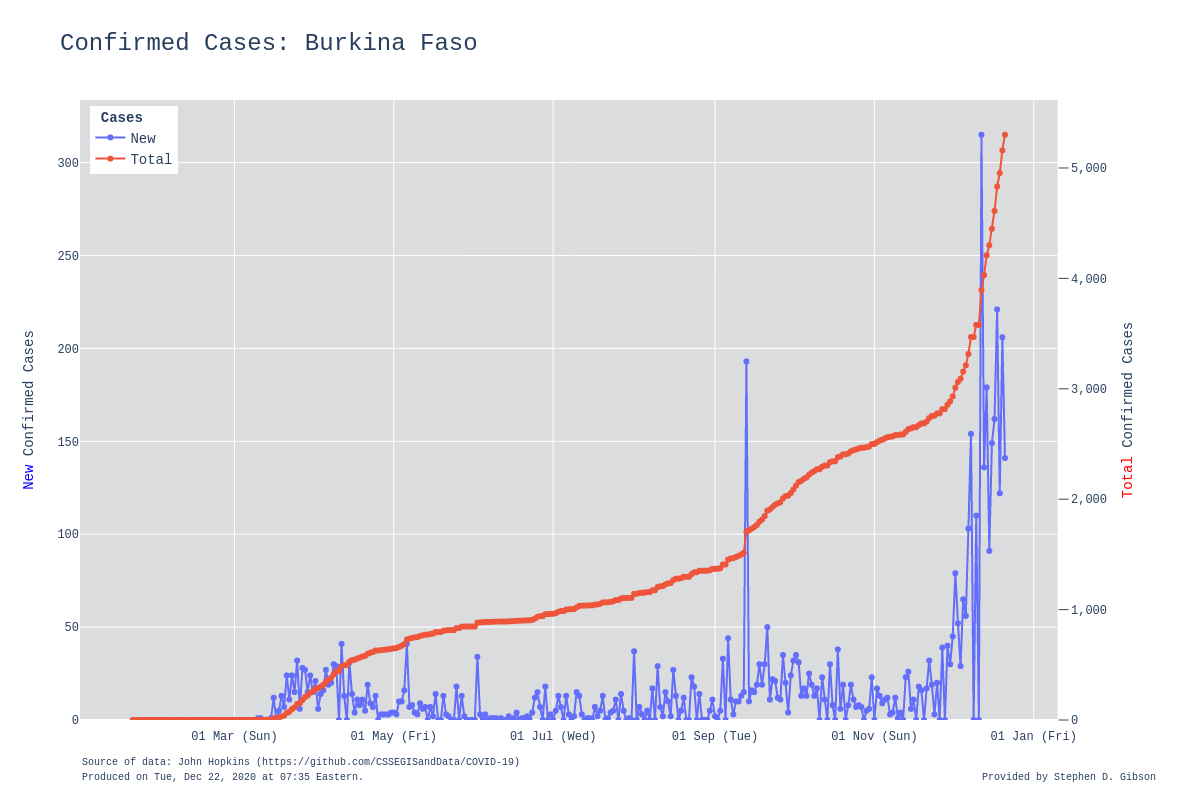 Confirmed Cases: Burkina Faso
Cases
New
Total
300
250
200
150
100
50
0
5,000
4,000
3,000
2,000
1,000
0
New Confirmed Cases
Total Confirmed Cases
01 Mar (Sun)
01 May (Fri)
01 Jul (Wed)
01 Sep (Tue)
01 Nov (Sun)
01 Jan (Fri)
Source of data: John Hopkins (https://github.com/CSSEGISandData/COVID-19)
Produced on Tue, Dec 22, 2020 at 07:35 Eastern.
Provided by Stephen D. Gibson